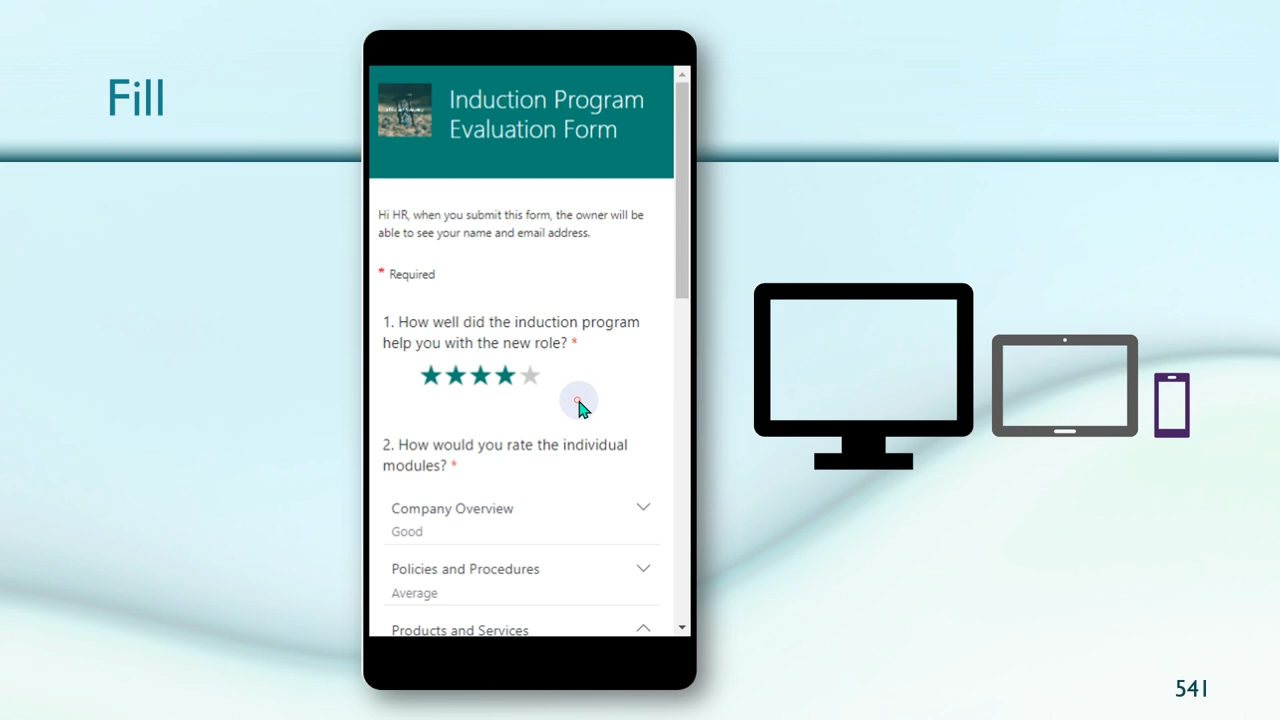 Fill
Induction Program
Evaluation Form
Hi HR, when you submit this form, the owner will be
able to see your name and email address.
* Required
1. How well did the induction program
help you with the new role? *
2. How would you rate the individual
modules? *
Company Overview
Good
Policies and Procedures
Average
Products and Services
541